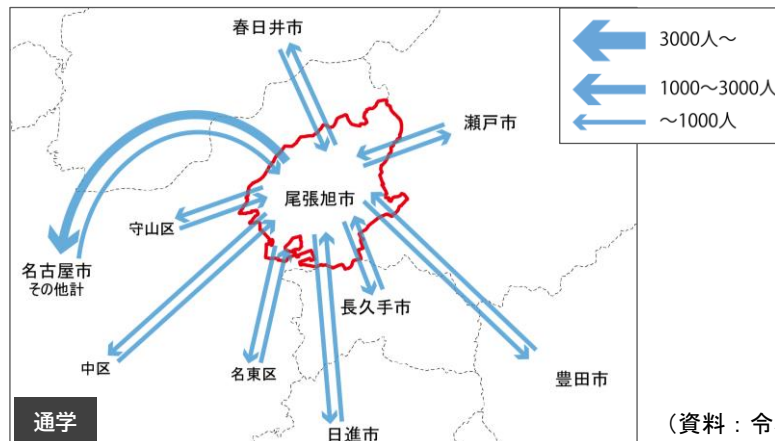 春日井市
3000人～
1000～3000人
～1000人
瀬戸市
尾張旭市
守山区
名古屋市
その他計
長久手市
中区
名東区
豊田市
日進市
通学
（資料：令